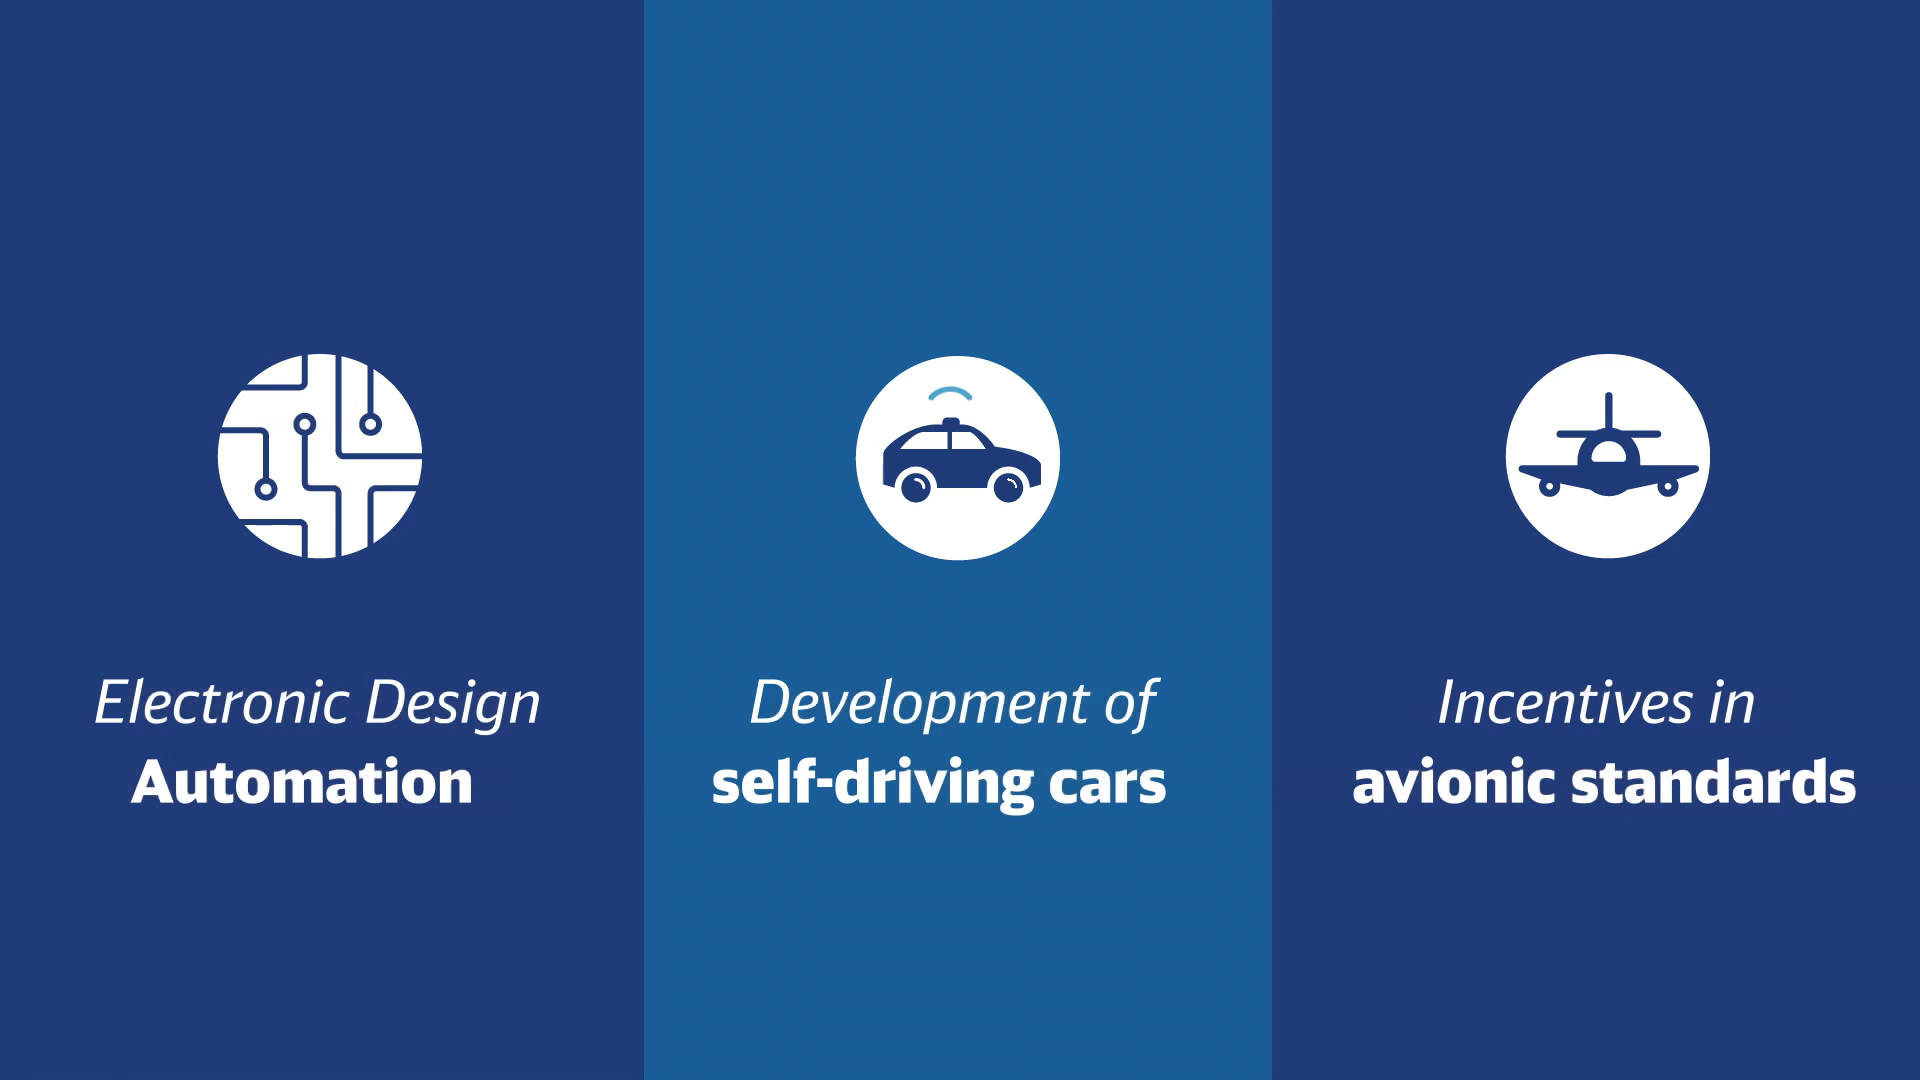 Electronic Design
Automation
Development of
self-driving cars
Incentives in
avionic standards